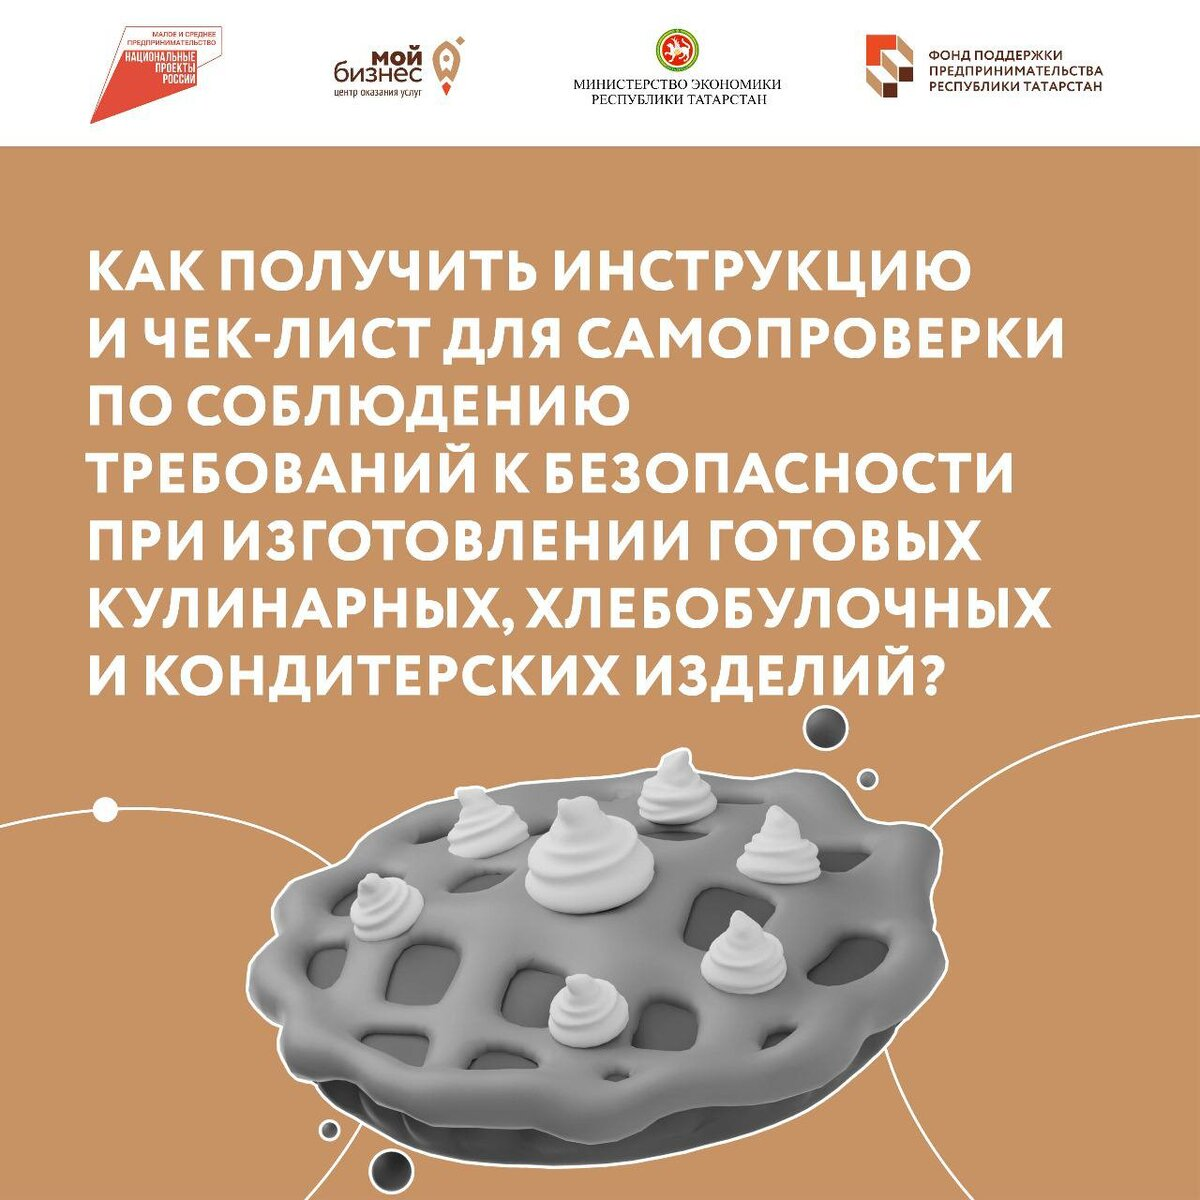 МАЛОЕ И СРЕДНЕЕ
ПРЕДПРИНИМАТЕЛЬСТВО
НАЦИОНАЛЬНЫЕ
ПРОЕКТЫ
РОССИИ
МОЙ
бизнес
центр оказания услуг
МИНИСТЕРСТВО ЭКОНОМИКИ
РЕСПУБЛИКИ ТАТАРСТАН
ФОНД ПОДДЕРЖКИ
ПРЕДПРИНИМАТЕЛЬСТВА
РЕСПУБЛИКИ ТАТАРСТАН
КАК ПОЛУЧИТЬ ИНСТРУКЦИЮ
И ЧЕК-ЛИСТ ДЛЯ САМОПРОВЕРКИ
ПО СОБЛЮДЕНИЮ
ТРЕБОВАНИЙ К БЕЗОПАСНОСТИ
ПРИ ИЗГОТОВЛЕНИИ ГОТОВЫХ
КУЛИНАРНЫХ, ХЛЕБОБУЛОЧНЫХ
И КОНДИТЕРСКИХ ИЗДЕЛИЙ?